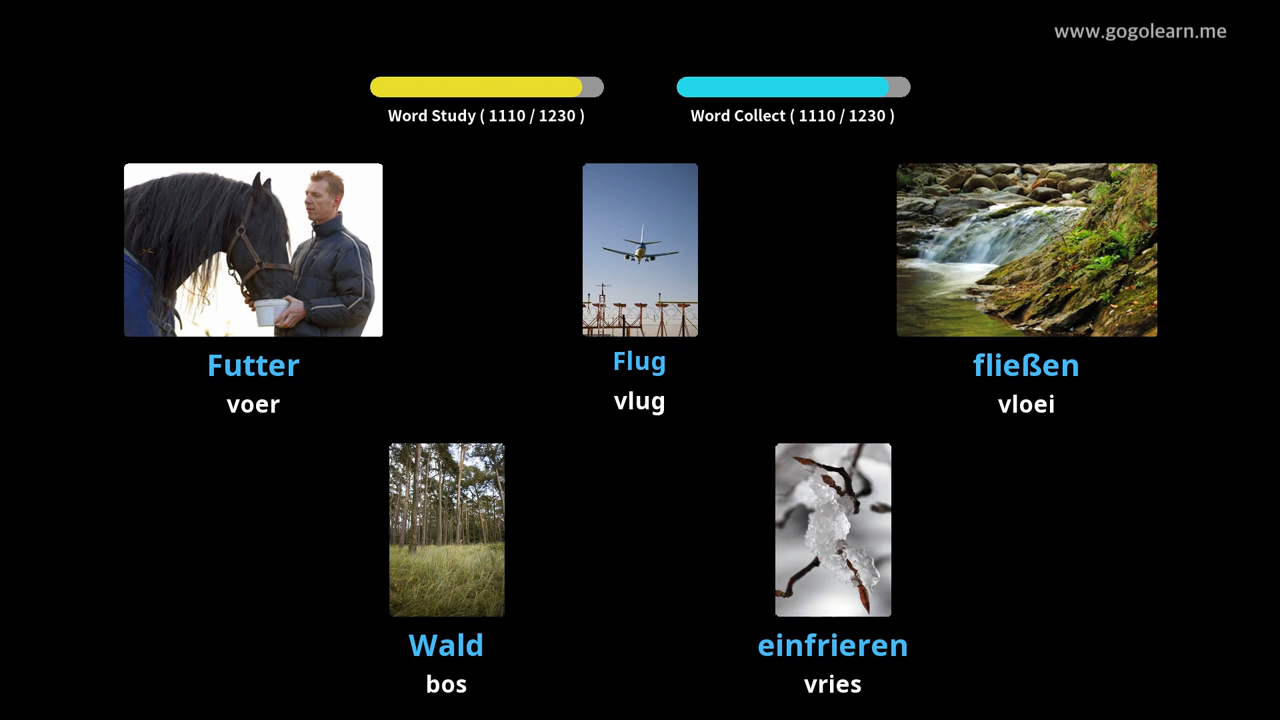 www.gogolearn.me
Word Study ( 1110 / 1230 )
Word Collect ( 1110 / 1230 )
Futter
voer
Flug
vlug
fließen
vloei
Wald
bos
einfrieren
vries